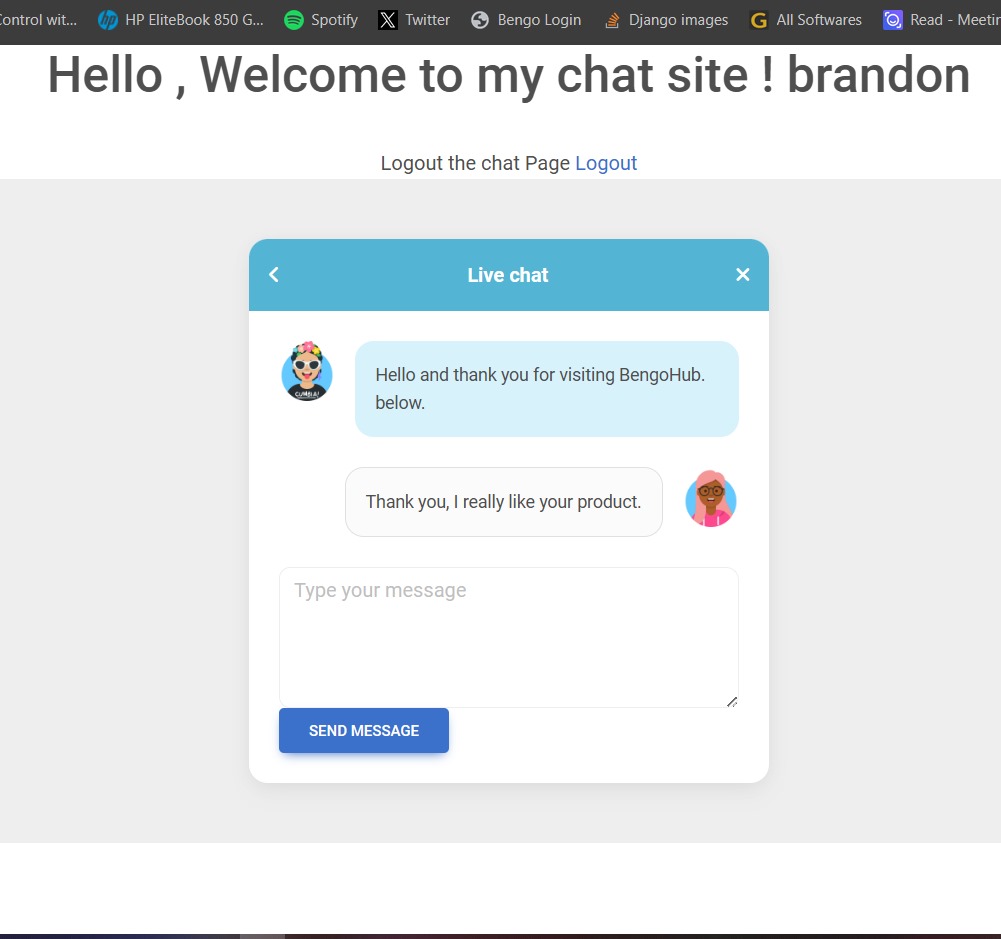 Control wit... HP EliteBook 850 G... Spotify Twitter Bengo Login Django images All Softwares Read - Meetin
Hello , Welcome to my chat site ! brandon
Logout the chat Page Logout
Live chat
Hello and thank you for visiting BengoHub.
below.
CUMBIA!
Thank you, I really like your product.
Type your message
SEND MESSAGE